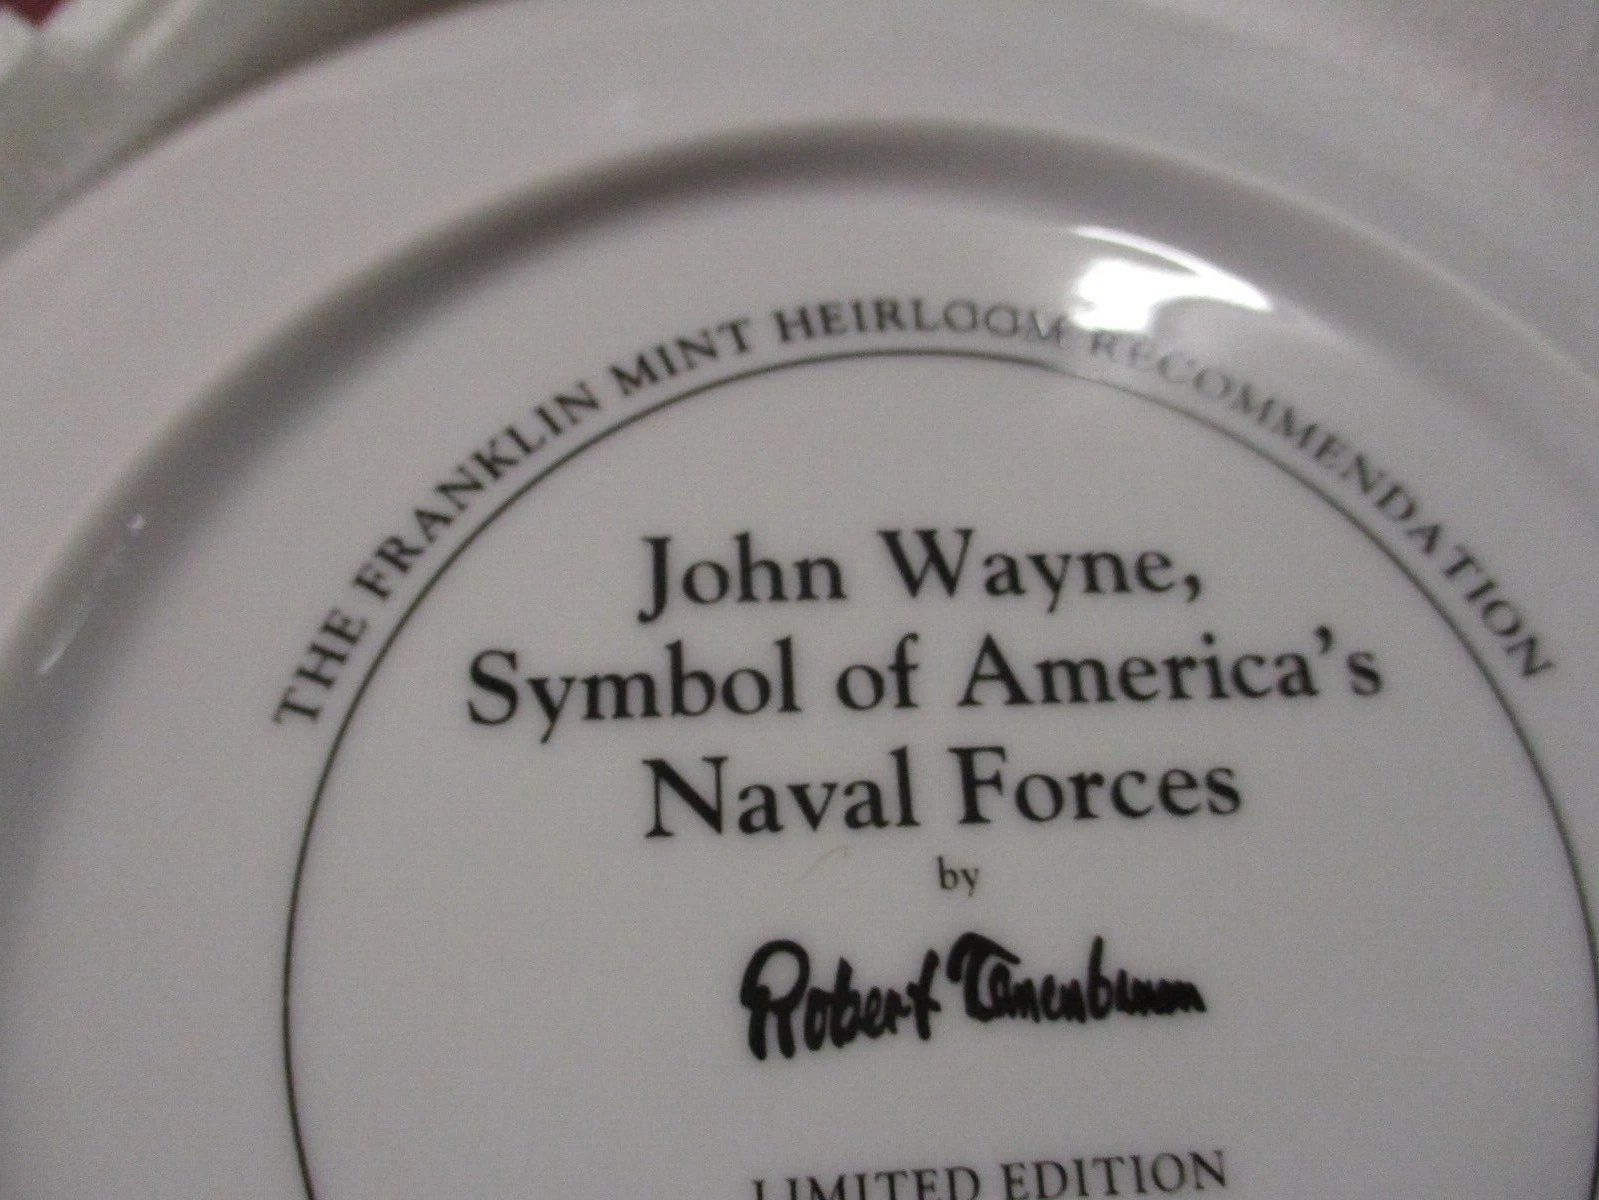 THE FRANKLIN MINT HEIRLOOM RECOMMENDATION
John Wayne,
Symbol of America's
Naval Forces
by
Robert Tanenbaum
LIMITED EDITION